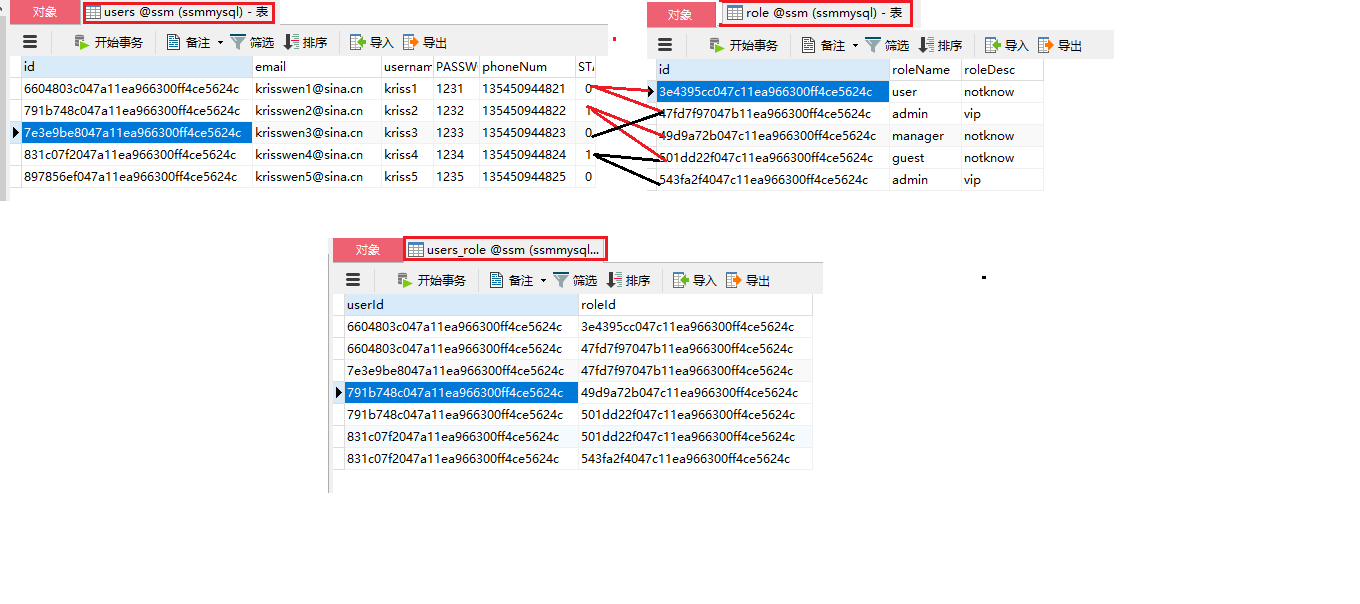 对象 users @ssm (ssmmysql) - 表
开始事务 备注 筛选 排序 导入 导出
id email usernam PASSW phoneNum STA
6604803c047a11ea966300ff4ce5624c krisswen1@sina.cn kriss1 1231 135450944821 0
791b748c047a11ea966300ff4ce5624c krisswen2@sina.cn kriss2 1232 135450944822 1
7e3e9be8047a11ea966300ff4ce5624c krisswen3@sina.cn kriss3 1233 135450944823 0
831c07f2047a11ea966300ff4ce5624c krisswen4@sina.cn kriss4 1234 135450944824 1
897856ef047a11ea966300ff4ce5624c krisswen5@sina.cn kriss5 1235 135450944825 0
对象 role @ssm (ssmmysql) - 表
开始事务 备注 筛选 排序 导入 导出
id roleName roleDesc
3e4395cc047c11ea966300ff4ce5624c user notknow
47fd7f97047b11ea966300ff4ce5624c admin vip
49d9a72b047c11ea966300ff4ce5624c manager notknow
501dd22f047c11ea966300ff4ce5624c guest notknow
543fa2f4047c11ea966300ff4ce5624c admin vip
对象 users_role @ssm (ssmmysql...
开始事务 备注 筛选 排序 导入 导出
userId roleId
6604803c047a11ea966300ff4ce5624c 3e4395cc047c11ea966300ff4ce5624c
6604803c047a11ea966300ff4ce5624c 47fd7f97047b11ea966300ff4ce5624c
7e3e9be8047a11ea966300ff4ce5624c 47fd7f97047b11ea966300ff4ce5624c
791b748c047a11ea966300ff4ce5624c 49d9a72b047c11ea966300ff4ce5624c
791b748c047a11ea966300ff4ce5624c 501dd22f047c11ea966300ff4ce5624c
831c07f2047a11ea966300ff4ce5624c 501dd22f047c11ea966300ff4ce5624c
831c07f2047a11ea966300ff4ce5624c 543fa2f4047c11ea966300ff4ce5624c